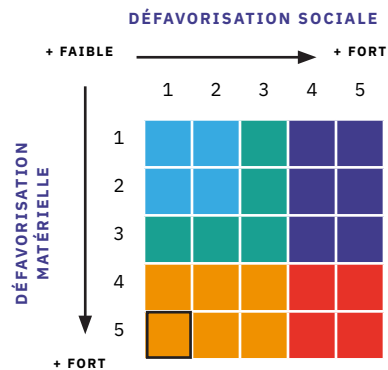 DÉFAVORISATION SOCIALE
+ FAIBLE
+ FORT
1 2 3 4 5
DÉFAVORISATION
MATÉRIELLE
1
2
3
4
5
+ FORT